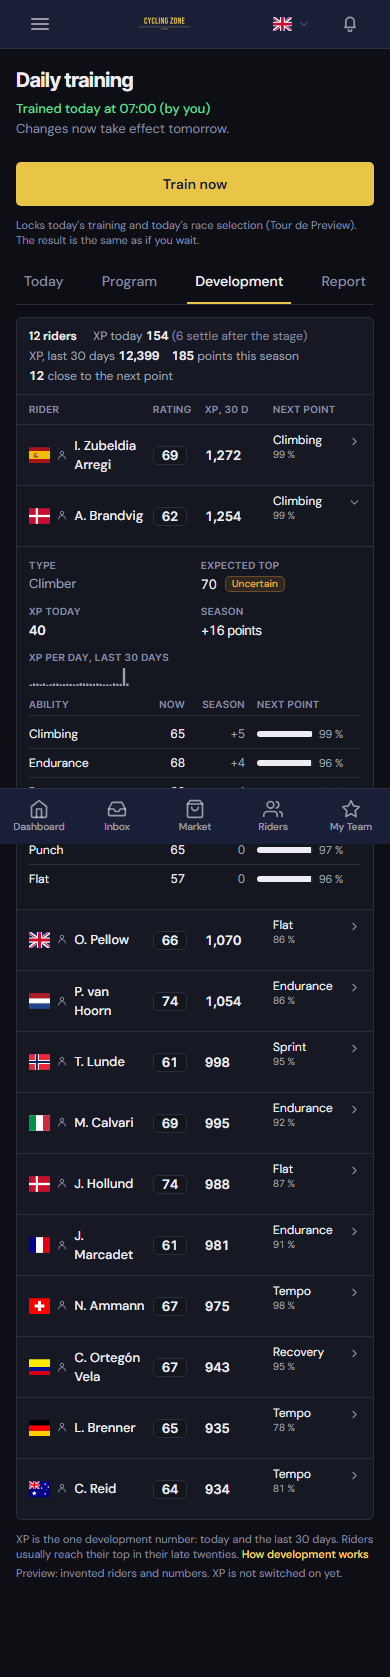 CYCLING ZONE
Daily training
Trained today at 07:00 (by you)
Changes now take effect tomorrow.
Train now
Locks today's training and today's race selection (Tour de Preview).
The result is the same as if you wait.
Today Program Development Report
12 riders XP today 154 (6 settle after the stage)
XP, last 30 days 12,399 185 points this season
12 close to the next point
RIDER RATING XP, 30 D NEXT POINT
I. Zubeldia Arregi 69 1,272 Climbing 99 %
A. Brandvig 62 1,254 Climbing 99 %
TYPE EXPECTED TOP
Climber 70 Uncertain
XP TODAY SEASON
40 +16 points
XP PER DAY, LAST 30 DAYS
ABILITY NOW SEASON NEXT POINT
Climbing 65 +5 99 %
Endurance 68 +4 96 %
Dashboard Inbox Market Riders My Team
Punch 65 0 97 %
Flat 57 0 96 %
O. Pellow 66 1,070 Flat 86 %
P. van Hoorn 74 1,054 Endurance 86 %
T. Lunde 61 998 Sprint 95 %
M. Calvari 69 995 Endurance 92 %
J. Hollund 74 988 Flat 87 %
J. Marcadet 61 981 Endurance 91 %
N. Ammann 67 975 Tempo 98 %
C. Ortegón Vela 67 943 Recovery 95 %
L. Brenner 65 935 Tempo 78 %
C. Reid 64 934 Tempo 81 %
XP is the one development number: today and the last 30 days. Riders
usually reach their top in their late twenties. How development works
Preview: invented riders and numbers. XP is not switched on yet.